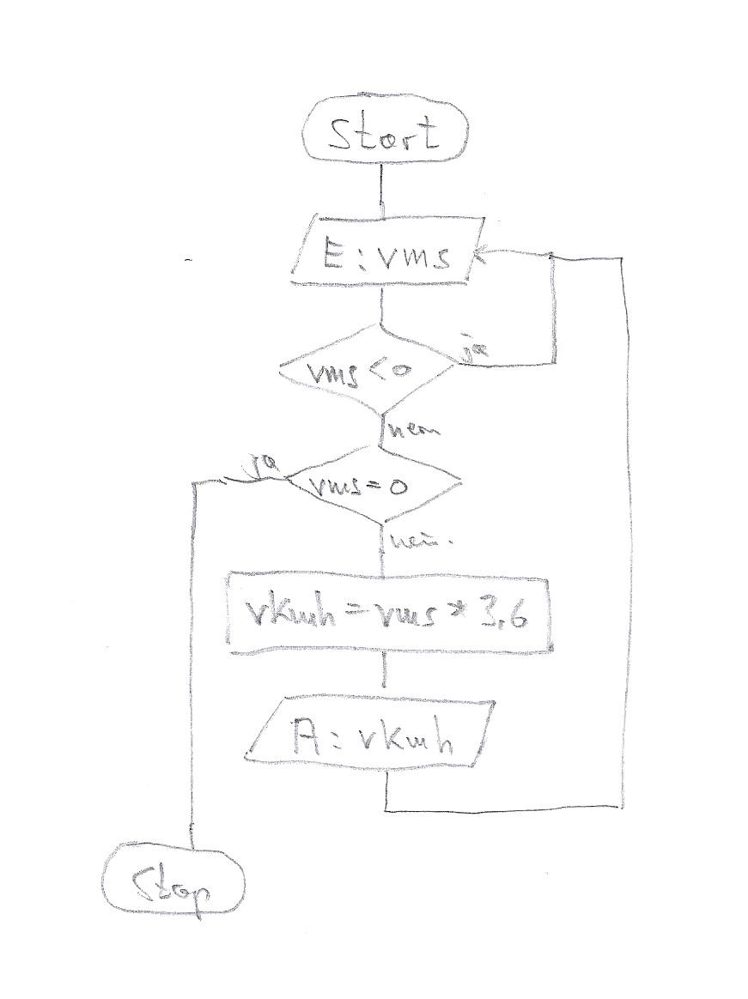 Start
E: vms
vms < 0
ja
nein
ja
vms = 0
nein.
vkmh = vms * 3,6
A: vkmh
Stop